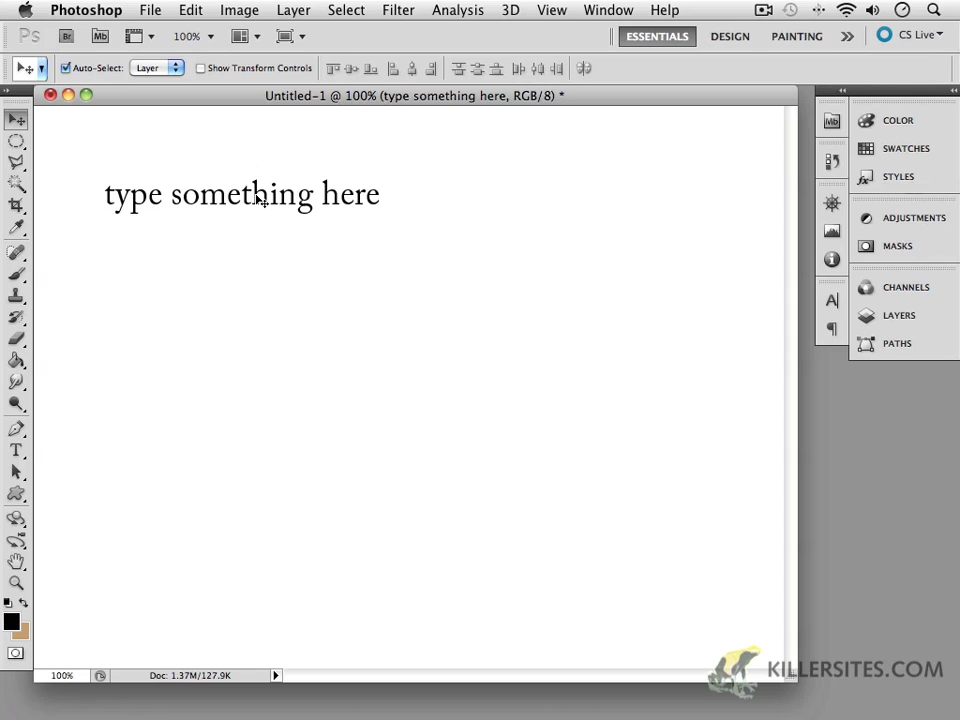 Photoshop File Edit Image Layer Select Filter Analysis 3D View Window Help
Ps Br Mb 100% ESSENTIALS DESIGN PAINTING CS Live
Auto-Select: Layer Show Transform Controls
Untitled-1 @ 100% (type something here, RGB/8) *
type something here
Mb
COLOR
SWATCHES
STYLES
ADJUSTMENTS
MASKS
CHANNELS
LAYERS
PATHS
A
T
100% Doc: 1.37M/127.9K
KILLERSITES.COM